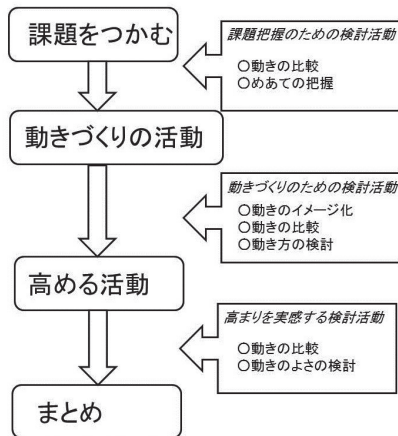 課題をつかむ
課題把握のための検討活動
○動きの比較
○めあての把握
動きづくりの活動
動きづくりのための検討活動
○動きのイメージ化
○動きの比較
○動き方の検討
高める活動
高まりを実感する検討活動
○動きの比較
○動きのよさの検討
まとめ